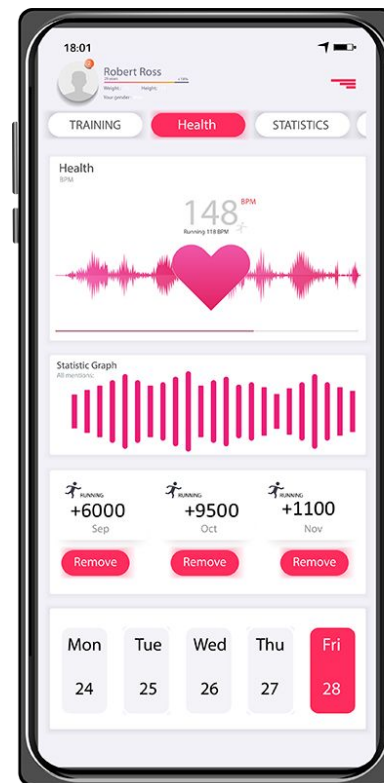 18:01
Robert Ross
Weight: Height:
Your gender:
TRAINING Health STATISTICS
Health
BPM
148 BPM
Running 118 BPM
Statistic Graph
All mentions:
RUNNING RUNNING RUNNING
+6000 +9500 +1100
Sep Oct Nov
Remove Remove Remove
Mon Tue Wed Thu Fri
24 25 26 27 28